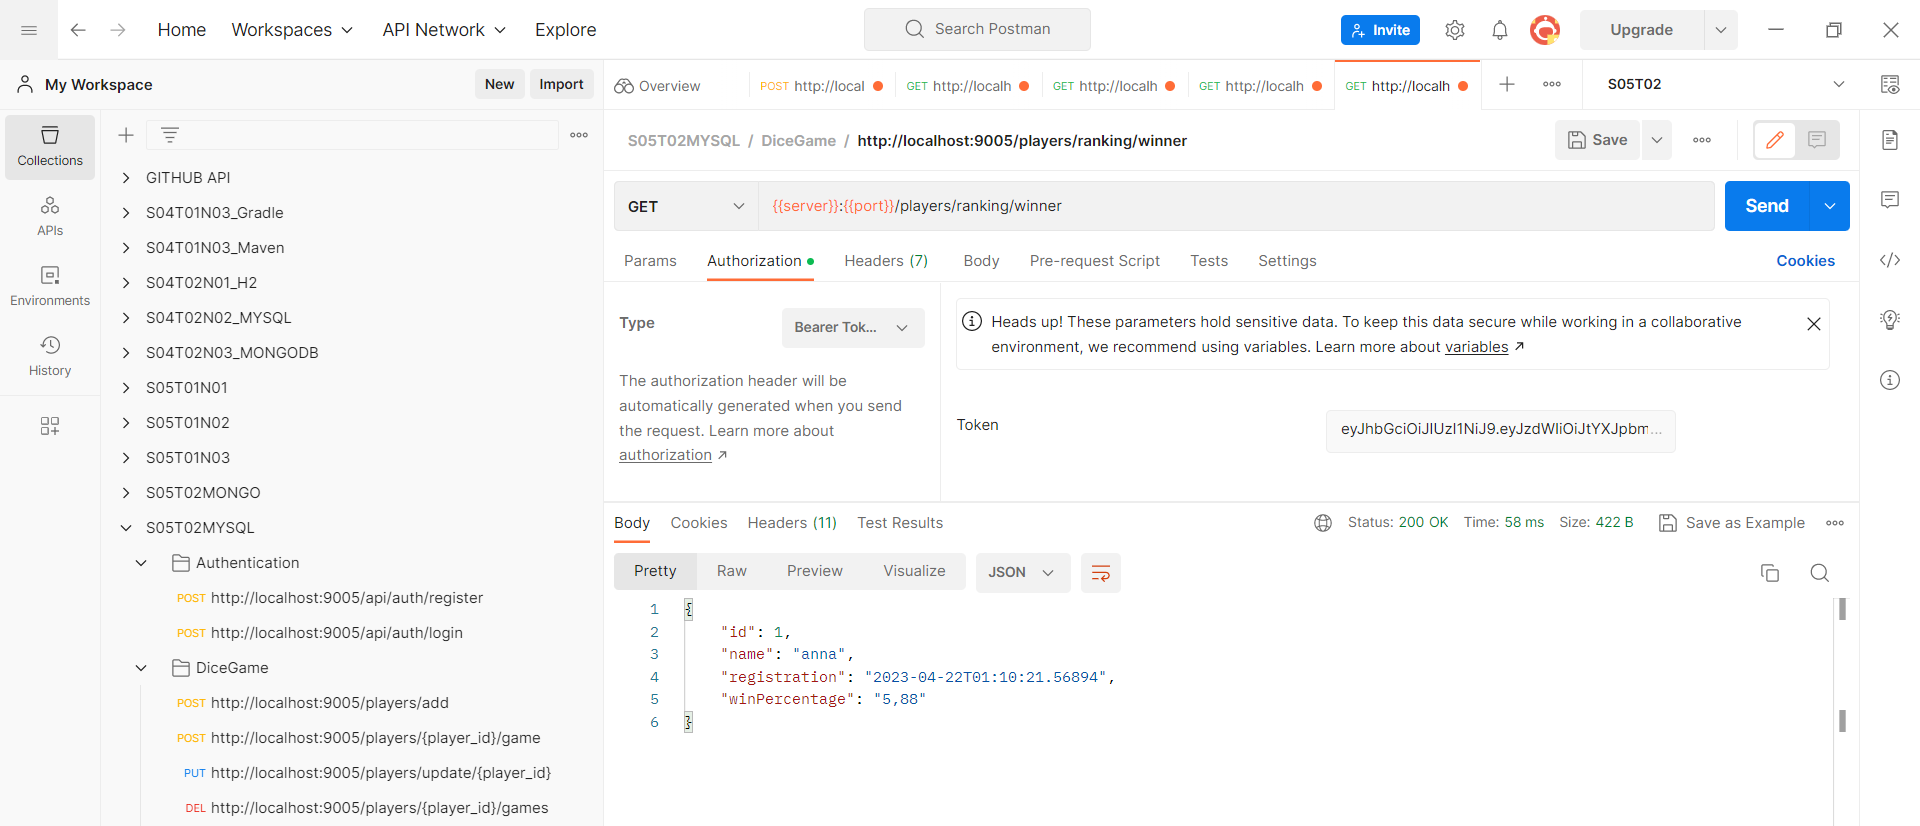 Home Workspaces API Network Explore Search Postman Invite Upgrade
My Workspace New Import
Overview POST http://local GET http://localh GET http://localh GET http://localh GET http://localh S05T02
Collections
APIs
Environments
History
GITHUB API
S04T01N03_Gradle
S04T01N03_Maven
S04T02N01_H2
S04T02N02_MYSQL
S04T02N03_MONGODB
S05T01N01
S05T01N02
S05T01N03
S05T02MONGO
S05T02MYSQL
Authentication
POST http://localhost:9005/api/auth/register
POST http://localhost:9005/api/auth/login
DiceGame
POST http://localhost:9005/players/add
POST http://localhost:9005/players/{player_id}/game
PUT http://localhost:9005/players/update/{player_id}
DEL http://localhost:9005/players/{player_id}/games
S05T02MYSQL / DiceGame / http://localhost:9005/players/ranking/winner Save
GET {{server}}:{{port}}/players/ranking/winner Send
Params Authorization Headers (7) Body Pre-request Script Tests Settings Cookies
Type Bearer Tok...
The authorization header will be
automatically generated when you send
the request. Learn more about
authorization ↗
Heads up! These parameters hold sensitive data. To keep this data secure while working in a collaborative
environment, we recommend using variables. Learn more about variables ↗
Token eyJhbGciOiJIUzI1NiJ9.eyJzdWIiOiJtYXJpbm...
Body Cookies Headers (11) Test Results Status: 200 OK Time: 58 ms Size: 422 B Save as Example
Pretty Raw Preview Visualize JSON
1 {
2 "id": 1,
3 "name": "anna",
4 "registration": "2023-04-22T01:10:21.56894",
5 "winPercentage": "5,88"
6 }